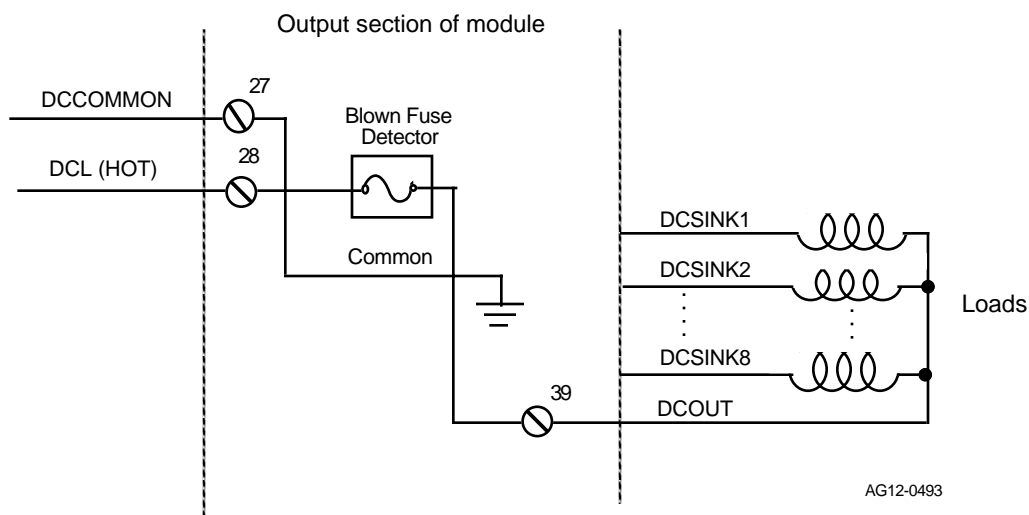 Output section of module
27
DCCOMMON
Blown Fuse
Detector
28
DCL (HOT)
DCSINK1
Common
DCSINK2
Loads
DCSINK8
39
DCOUT
AG12-0493